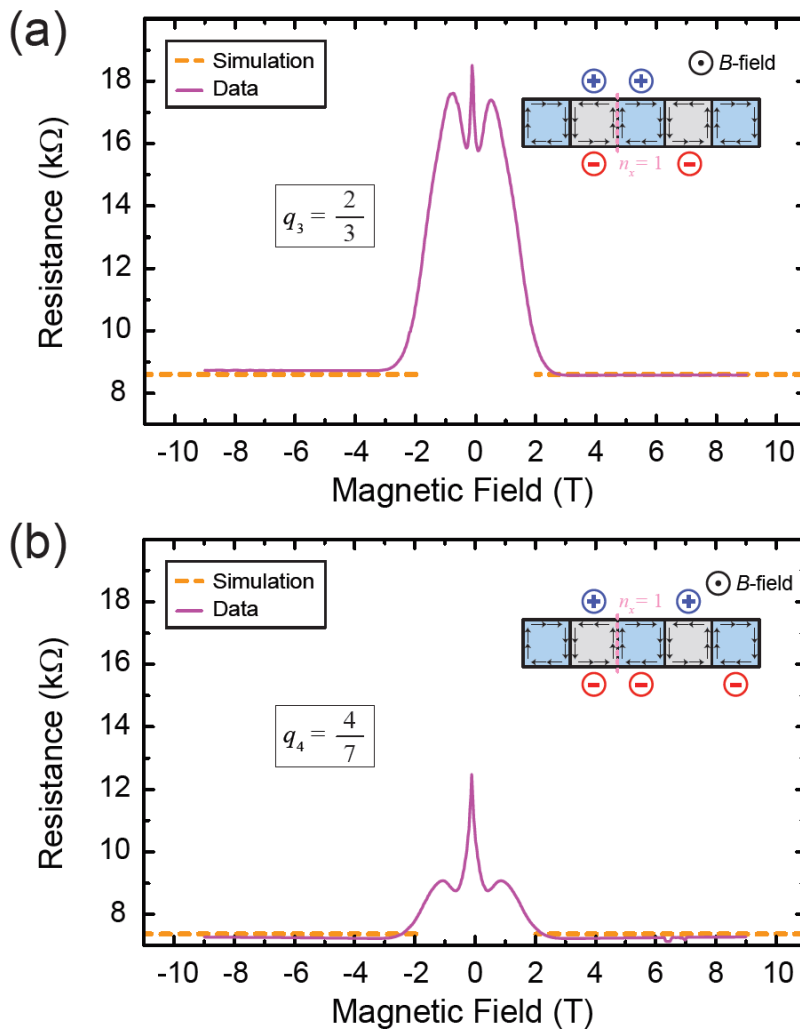 (a)
Simulation
Data
B-field
+ +
− n_x = 1 −
q₃ = 2/3
Resistance (kΩ)
18
16
14
12
10
8
-10 -8 -6 -4 -2 0 2 4 6 8 10
Magnetic Field (T)
(b)
Simulation
Data
B-field
+ n_x = 1 +
− − −
q₄ = 4/7
Resistance (kΩ)
18
16
14
12
10
8
-10 -8 -6 -4 -2 0 2 4 6 8 10
Magnetic Field (T)